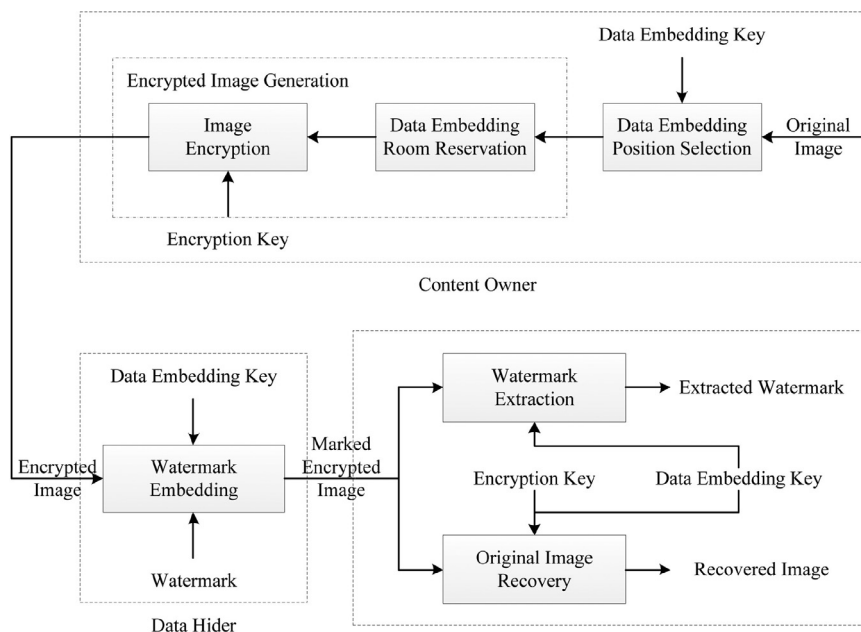 Data Embedding Key
Encrypted Image Generation
Image
Encryption
Data Embedding
Room Reservation
Data Embedding
Position Selection
Original
Image
Encryption Key
Content Owner
Data Embedding Key
Encrypted
Image
Watermark
Embedding
Marked
Encrypted
Image
Watermark
Data Hider
Watermark
Extraction
Extracted Watermark
Encryption Key
Data Embedding Key
Original Image
Recovery
Recovered Image